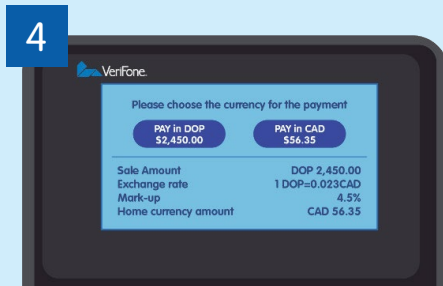 4
VeriFone.
Please choose the currency for the payment
PAY in DOP PAY in CAD
$2,450.00 $56.35
Sale Amount DOP 2,450.00
Exchange rate 1 DOP=0.023CAD
Mark-up 4.5%
Home currency amount CAD 56.35